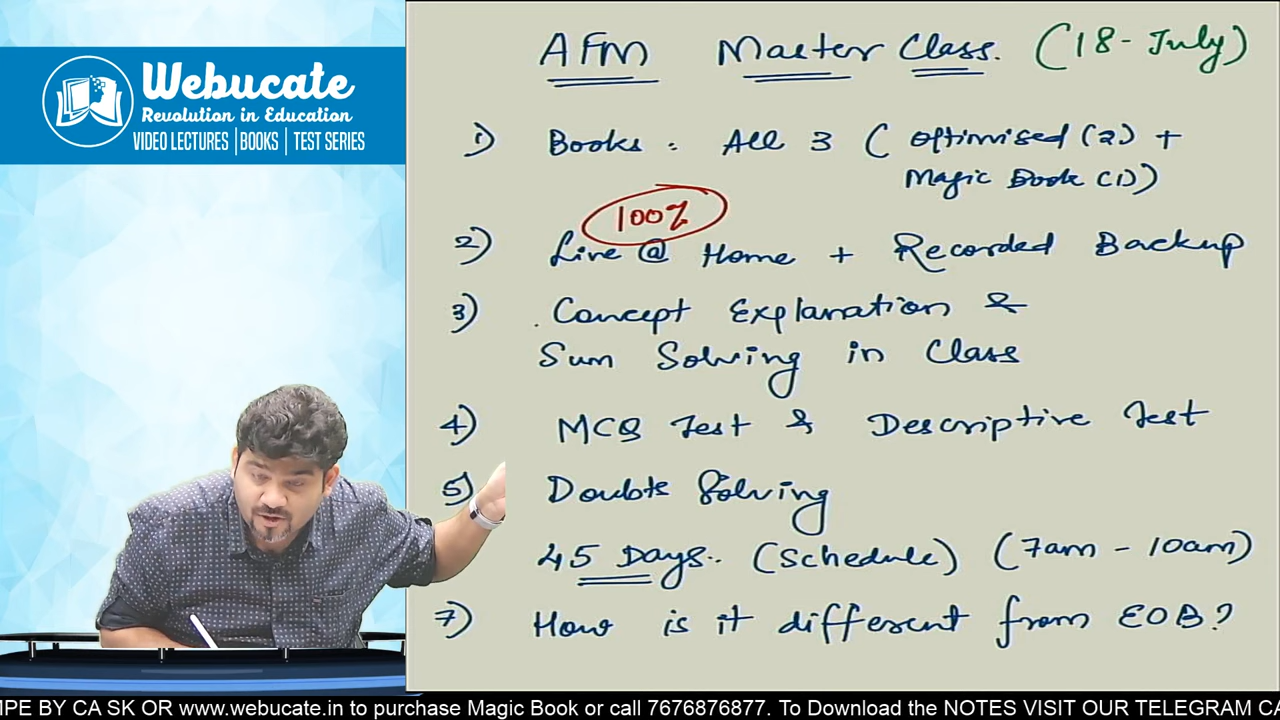 Webucate
Revolution in Education
VIDEO LECTURES | BOOKS | TEST SERIES
AFM Master Class. (18 - July)
1) Books : All 3 ( Optimised (2) +
Magic Book (1))
100%
2) Live @ Home + Recorded Backup
3) Concept Explanation &
Sum Solving in Class
4) MCQ Test & Descriptive Test
5) Doubts Solving
45 Days.. (Schedule) (7am - 10am)
7) How is it different from EOB?
MPE BY CA SK OR www.webucate.in to purchase Magic Book or call 7676876877. To Download the NOTES VISIT OUR TELEGRAM CA